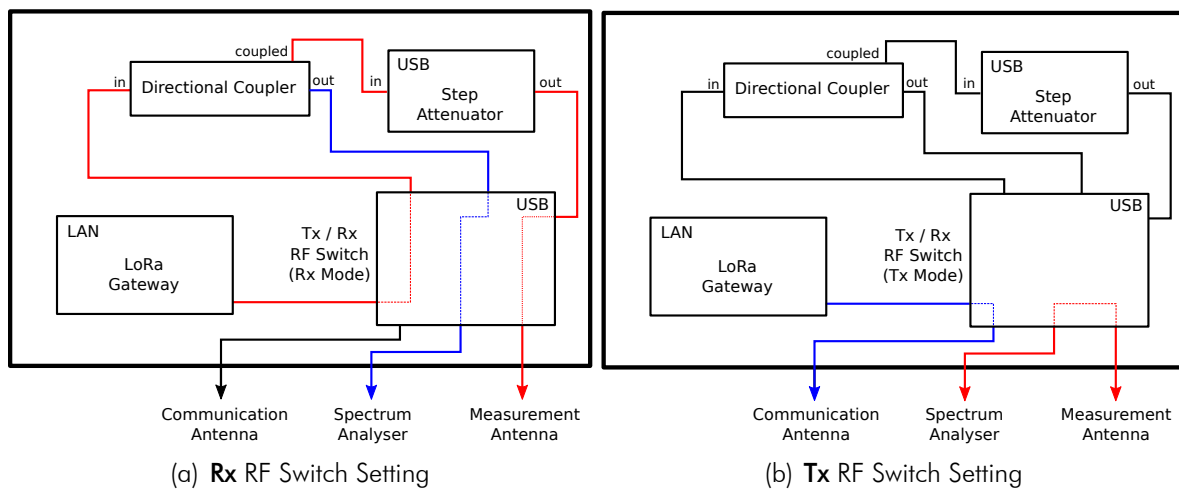 coupled
USB
in
Directional Coupler
out
in
Step
Attenuator
out
USB
LAN
LoRa
Gateway
Tx / Rx
RF Switch
(Rx Mode)
Communication
Antenna
Spectrum
Analyser
Measurement
Antenna
(a) Rx RF Switch Setting
coupled
USB
in
Directional Coupler
out
in
Step
Attenuator
out
USB
LAN
LoRa
Gateway
Tx / Rx
RF Switch
(Tx Mode)
Communication
Antenna
Spectrum
Analyser
Measurement
Antenna
(b) Tx RF Switch Setting